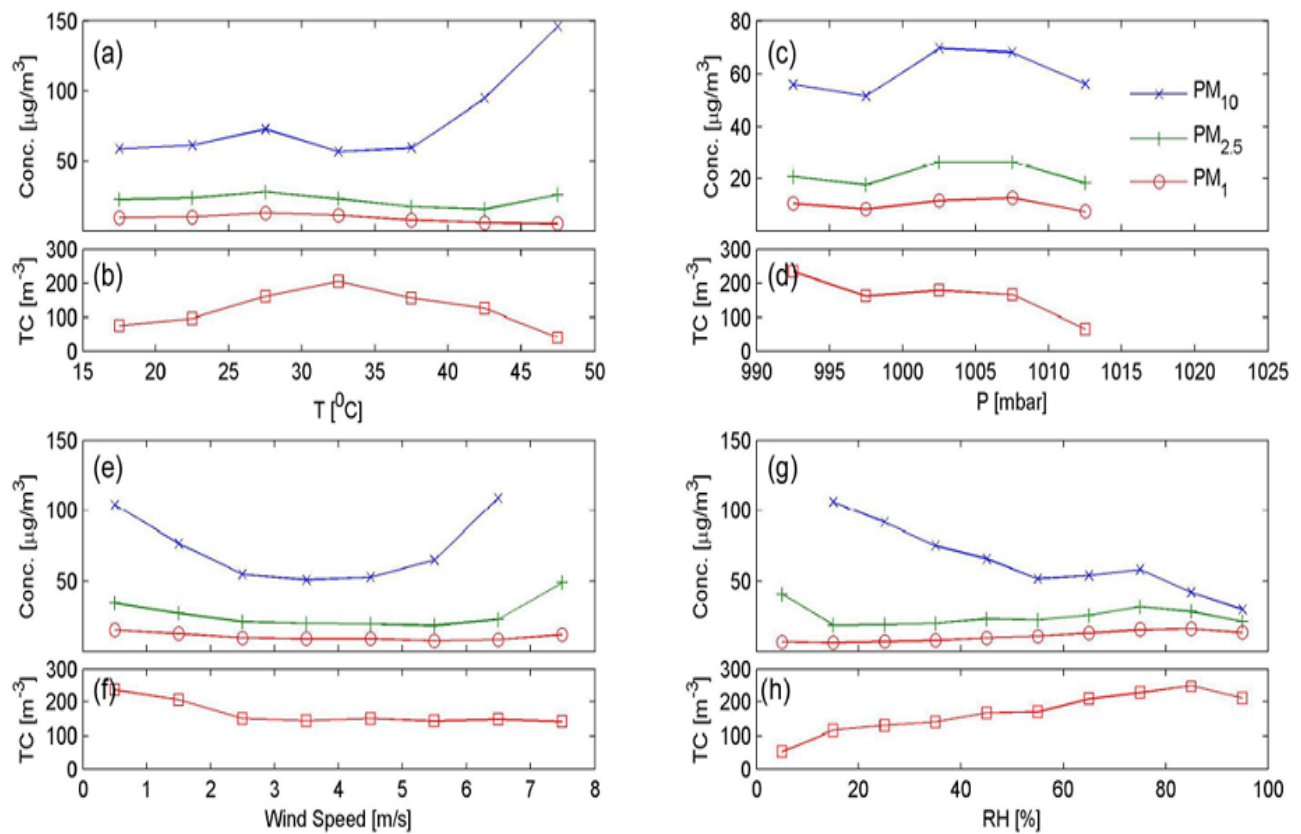 (a)
Conc. [μg/m³]
150
100
50
(b)
TC [m⁻³]
300
200
100
0
15 20 25 30 35 40 45 50
T [⁰C]
(c)
Conc. [μg/m³]
80
60
40
20
PM₁₀
PM₂.₅
PM₁
(d)
TC [m⁻³]
300
200
100
0
990 995 1000 1005 1010 1015 1020 1025
P [mbar]
(e)
Conc. [μg/m³]
150
100
50
(f)
TC [m⁻³]
300
200
100
0
0 1 2 3 4 5 6 7 8
Wind Speed [m/s]
(g)
Conc. [μg/m³]
150
100
50
(h)
TC [m⁻³]
300
200
100
0
0 20 40 60 80 100
RH [%]